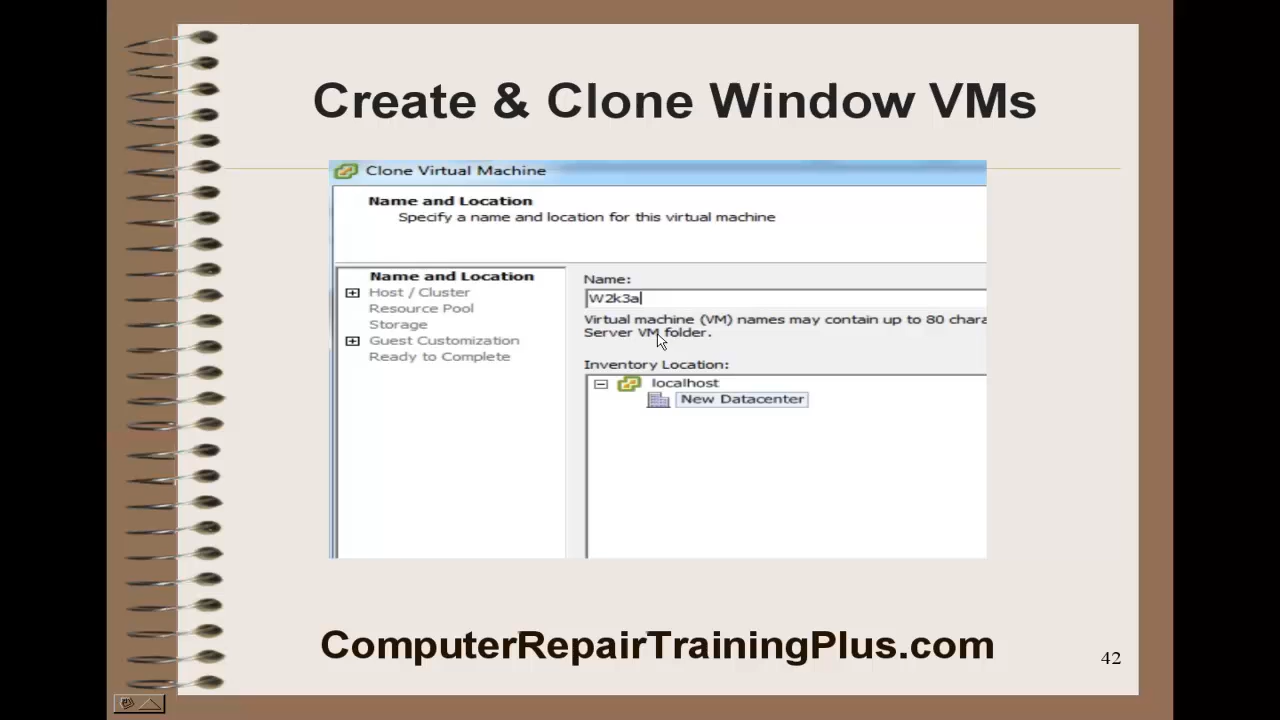 Create & Clone Window VMs
Clone Virtual Machine
Name and Location
Specify a name and location for this virtual machine
Name and Location
Host / Cluster
Resource Pool
Storage
Guest Customization
Ready to Complete
Name:
W2k3a
Virtual machine (VM) names may contain up to 80 chara
Server VM folder.
Inventory Location:
localhost
New Datacenter
ComputerRepairTrainingPlus.com
42